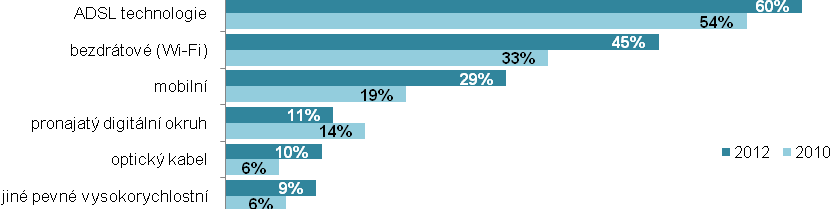 ADSL technologie 60%
54%
bezdrátové (Wi-Fi) 45%
33%
mobilní 29%
19%
pronajatý digitální okruh 11%
14%
optický kabel 10%
6%
2012 2010
jiné pevné vysokorychlostní 9%
6%